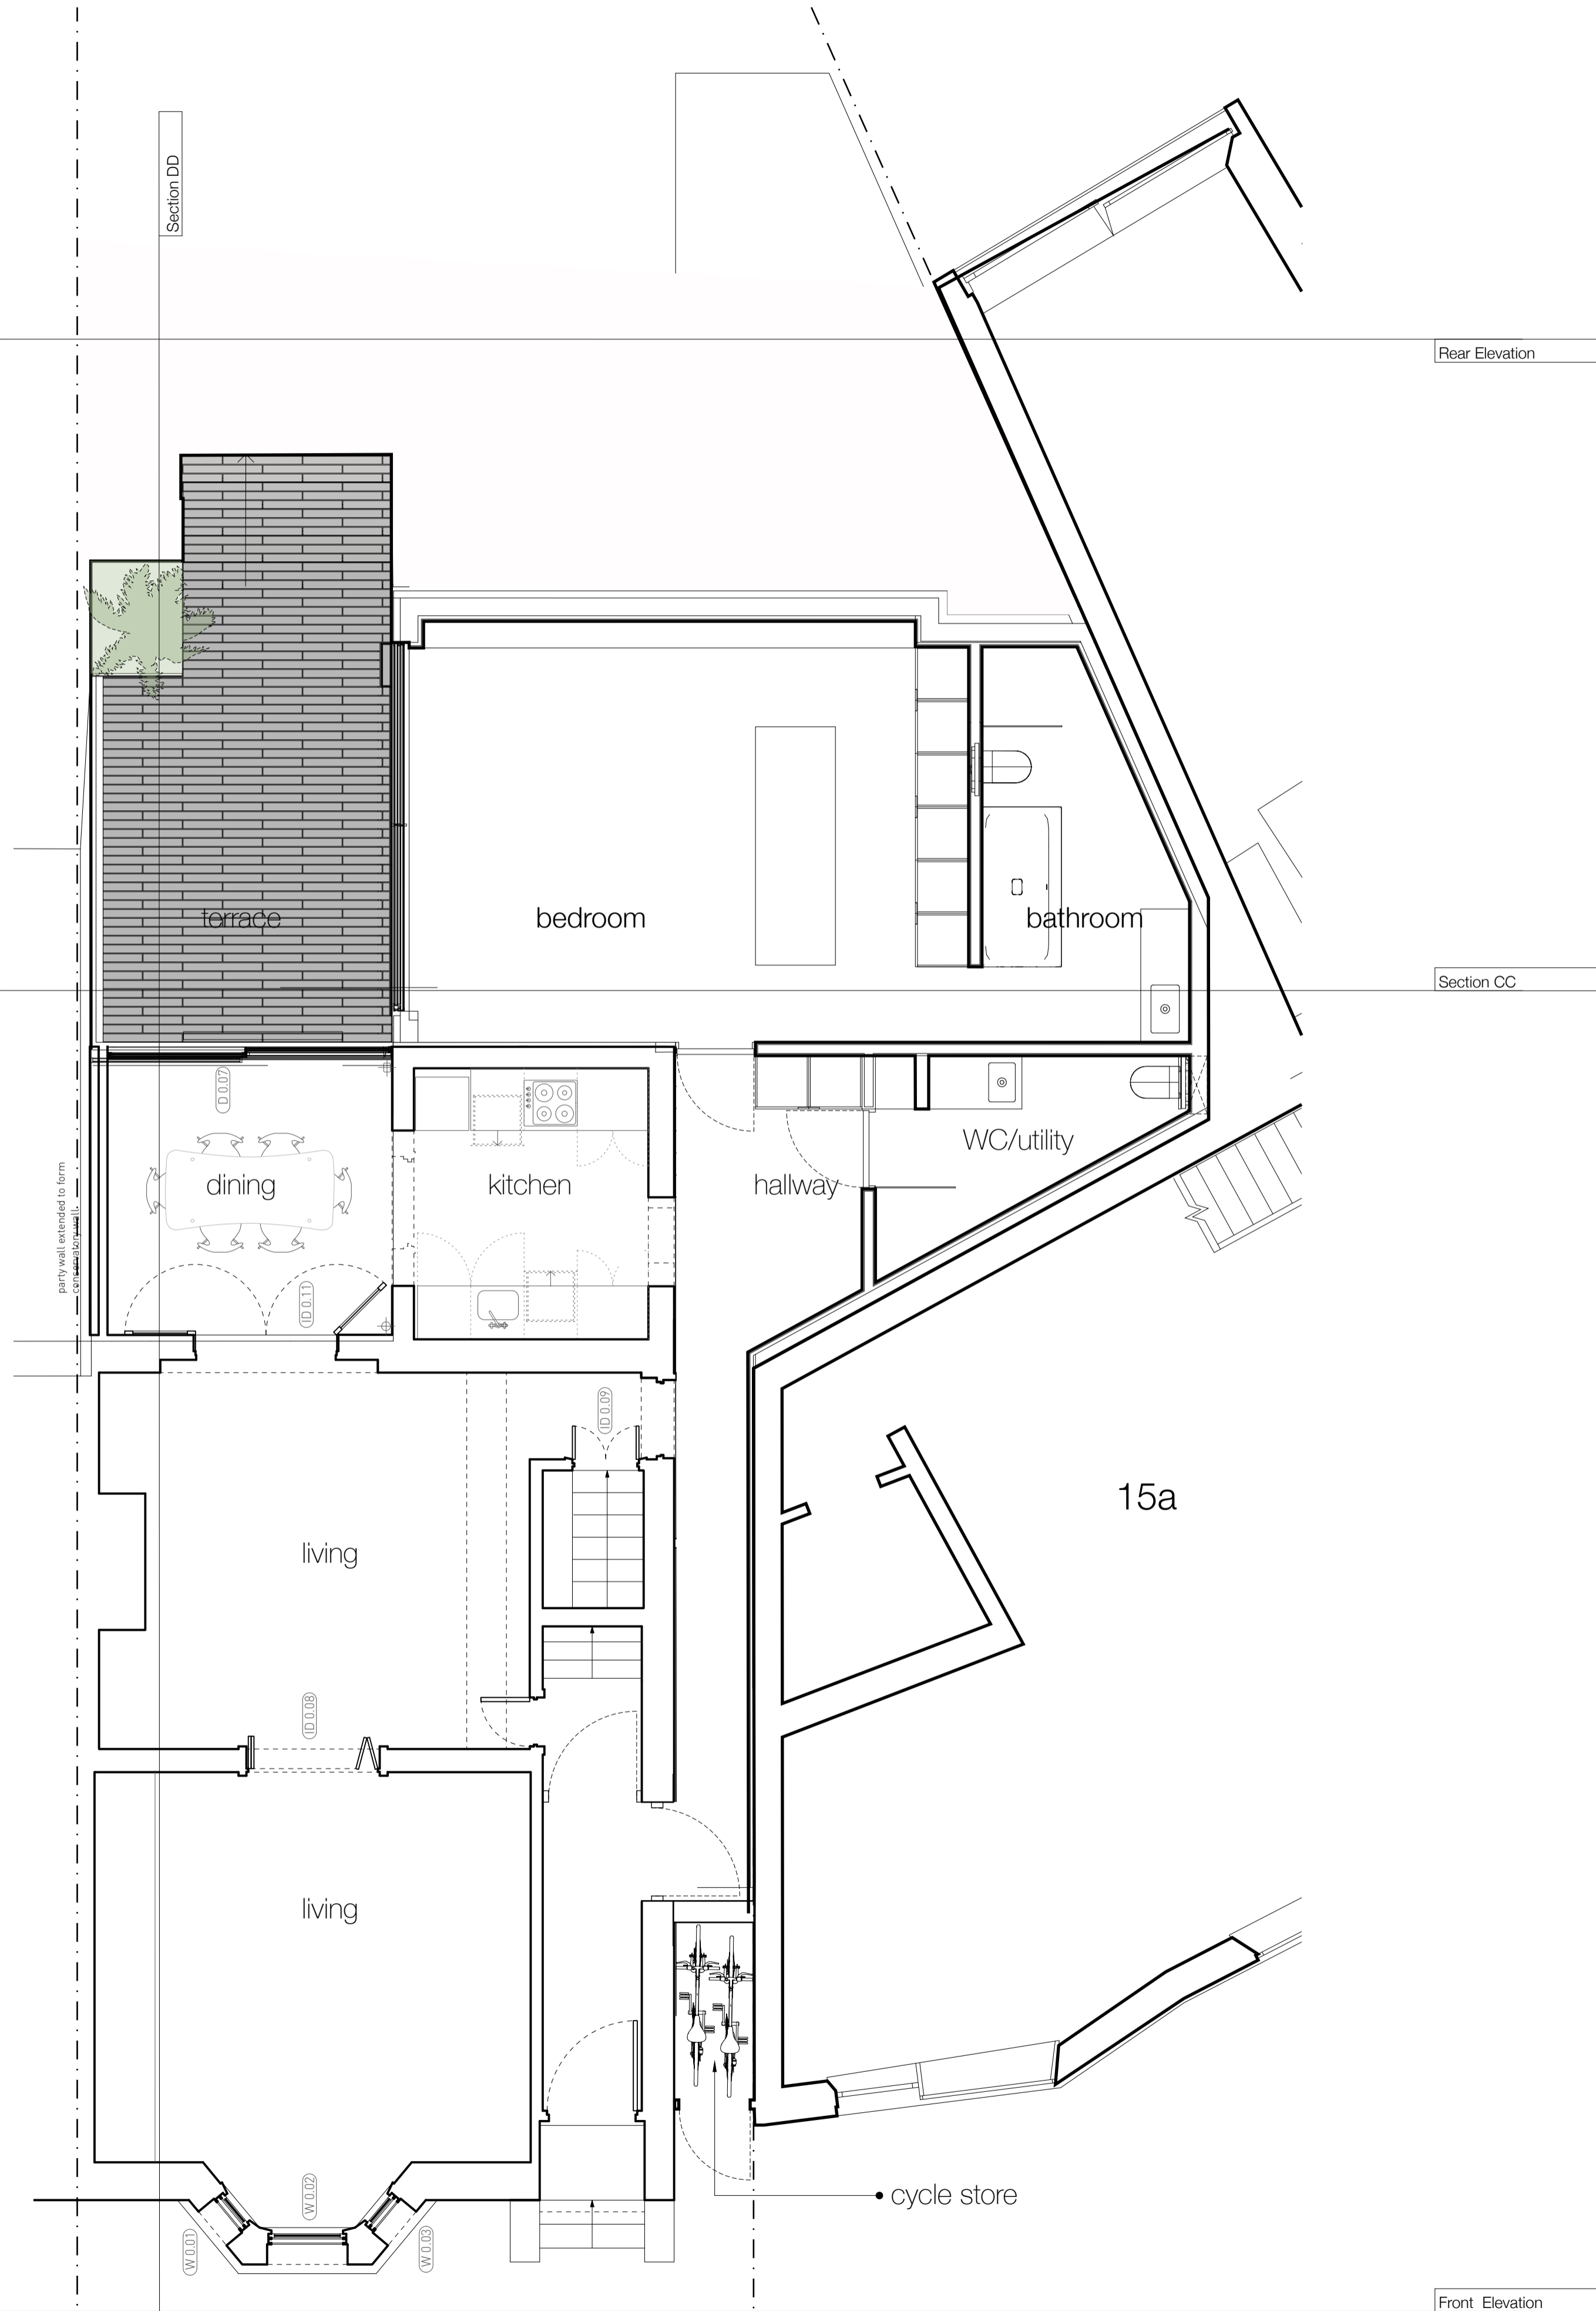 Section DD
Rear Elevation
terrace
bedroom
bathroom
Section CC
D 0.07
WC/utility
dining
kitchen
hallway
party wall extended to form
conservatory wall
ID 0.11
ID 0.09
15a
living
ID 0.08
living
cycle store
W 0.02
W 0.01
W 0.03
Front Elevation